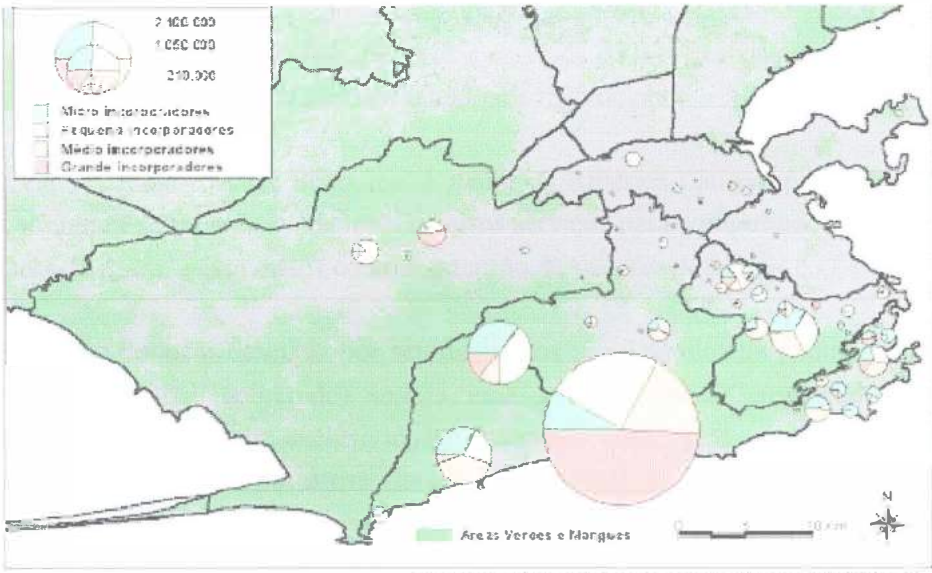 2.100.000
1.050.000
210.000
Micro incorporadores
Pequeno incorporadores
Médio incorporadores
Grande incorporadores
N
Areas Verdes e Mangues
0 5 10 km